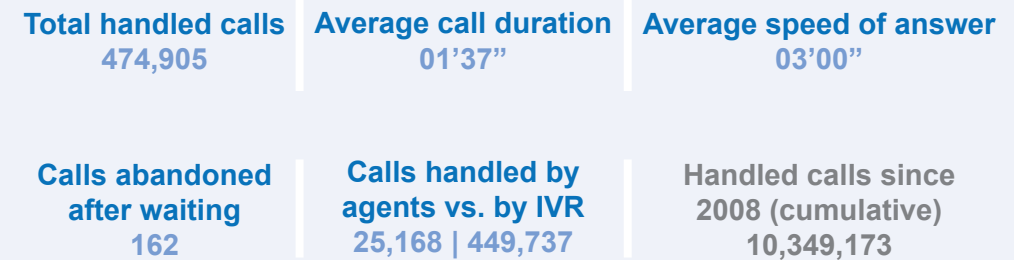 Total handled calls
474,905
Average call duration
01’37”
Average speed of answer
03’00”
Calls abandoned
after waiting
162
Calls handled by
agents vs. by IVR
25,168 | 449,737
Handled calls since
2008 (cumulative)
10,349,173